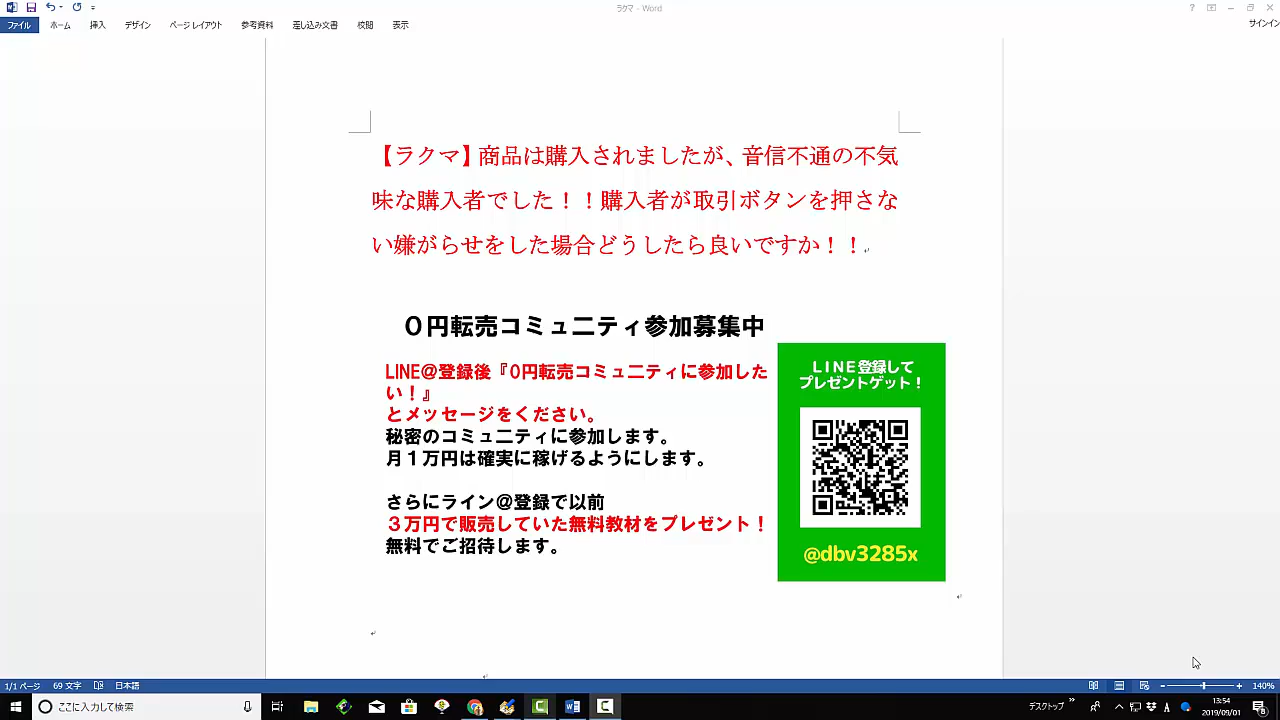 ラクマ - Word
サインイン
ファイル ホーム 挿入 デザイン ページ レイアウト 参考資料 差し込み文書 校閲 表示
【ラクマ】商品は購入されましたが、音信不通の不気
味な購入者でした！！購入者が取引ボタンを押さな
い嫌がらせをした場合どうしたら良いですか！！
０円転売コミュ二ティ参加募集中
LINE@登録後『0円転売コミュ二ティに参加した
い！』
とメッセージをください。
秘密のコミュ二ティに参加します。
月１万円は確実に稼げるようにします。
さらにライン@登録で以前
３万円で販売していた無料教材をプレゼント！
無料でご招待します。
ＬＩＮＥ登録して
プレゼントゲット！
@dbv3285x
1/1 ページ 69 文字 日本語
140%
ここに入力して検索
デスクトップ
13:54
2019/09/01